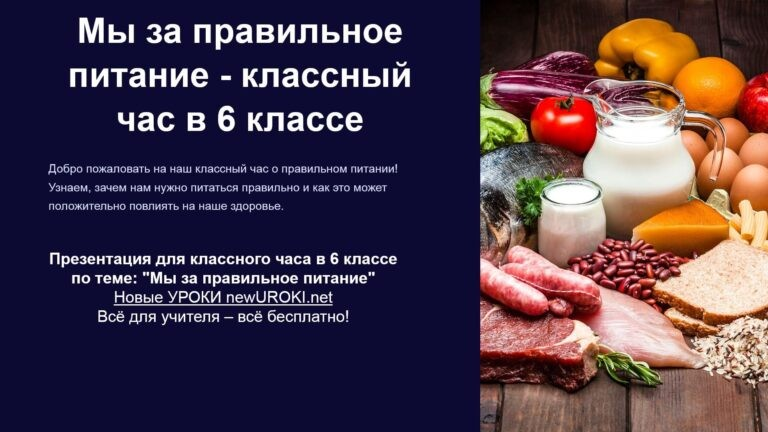 Мы за правильное
питание - классный
час в 6 классе
Добро пожаловать на наш классный час о правильном питании!
Узнаем, зачем нам нужно питаться правильно и как это может
положительно повлиять на наше здоровье.
Презентация для классного часа в 6 классе
по теме: "Мы за правильное питание"
Новые УРОКИ newUROKI.net
Всё для учителя – всё бесплатно!